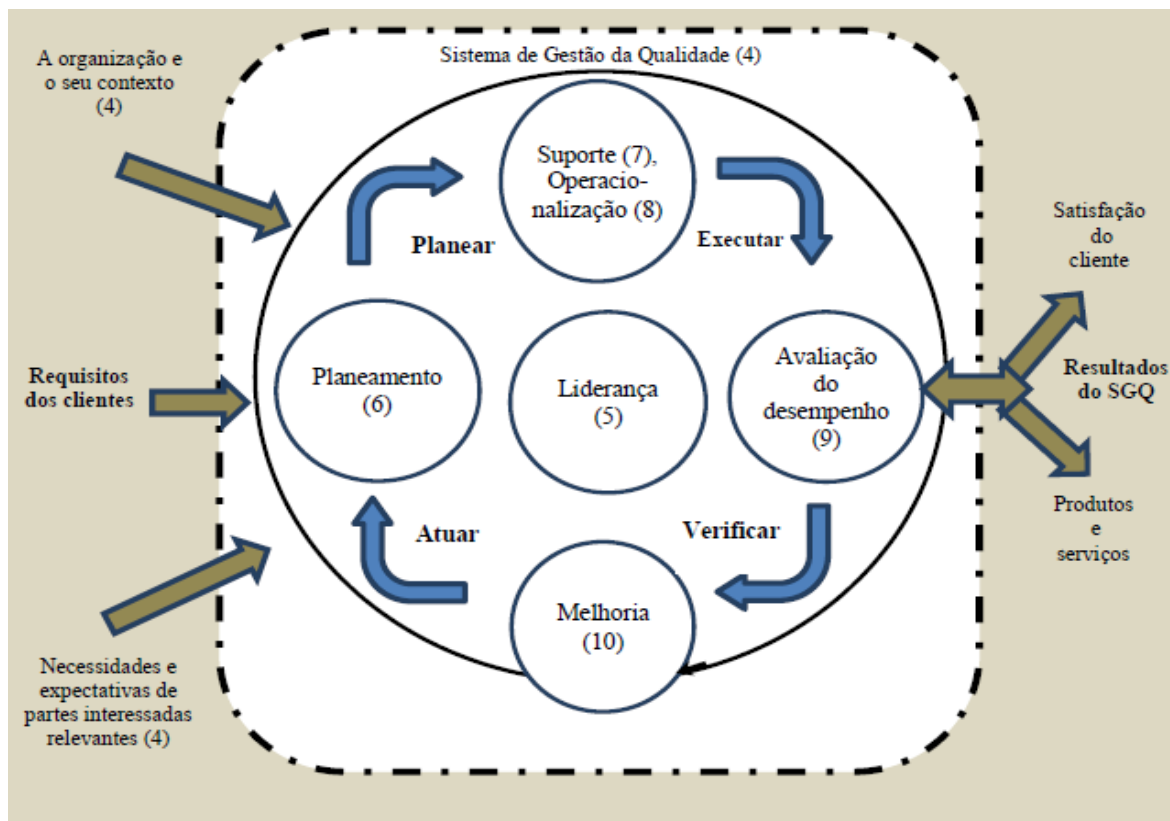 Sistema de Gestão da Qualidade (4)
A organização e
o seu contexto
(4)
Suporte (7),
Operacio-
nalização (8)
Planear
Executar
Satisfação
do
cliente
Requisitos
dos clientes
Planeamento
(6)
Liderança
(5)
Avaliação
do
desempenho
(9)
Resultados
do SGQ
Atuar
Verificar
Produtos
e
serviços
Melhoria
(10)
Necessidades e
expectativas de
partes interessadas
relevantes (4)